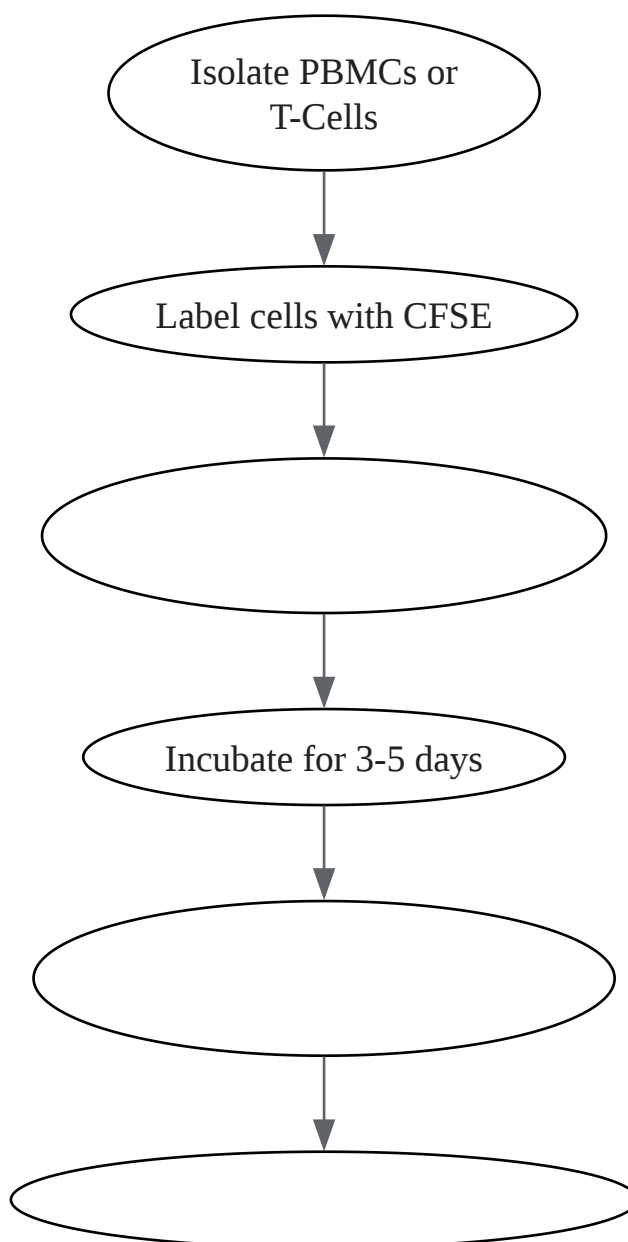 Isolate PBMCs or
T-Cells
Label cells with CFSE
Incubate for 3-5 days